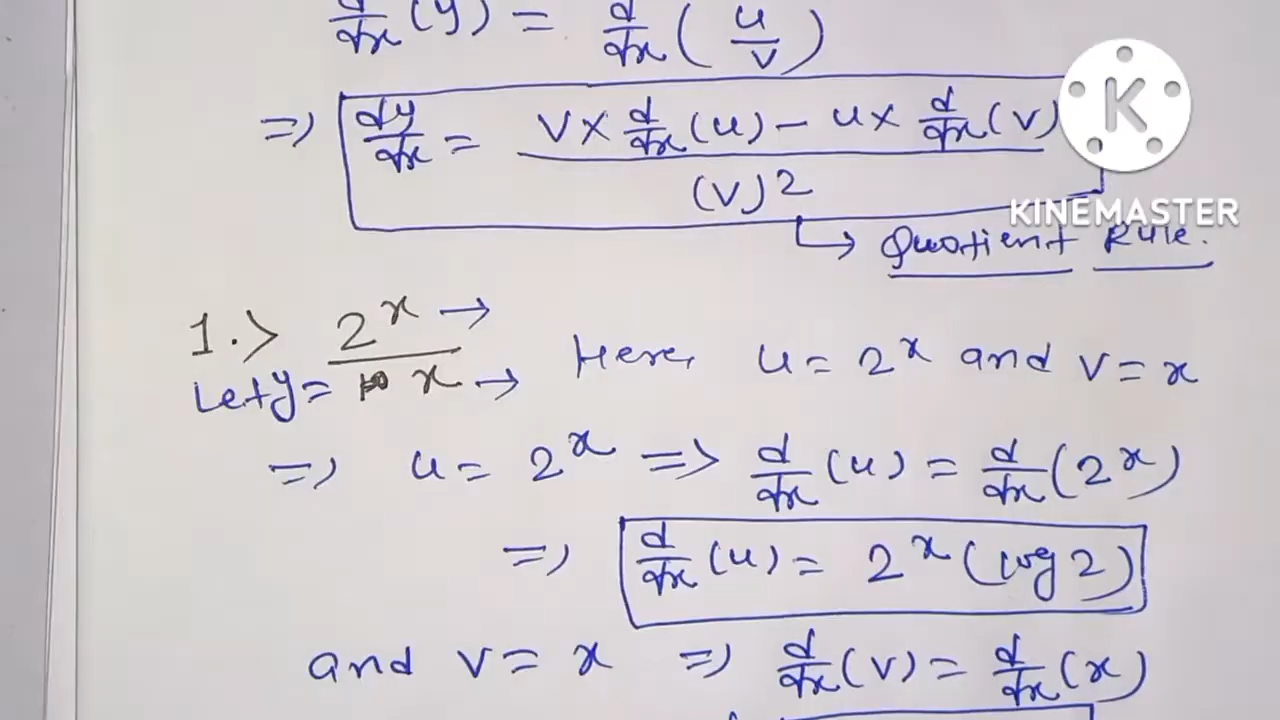 d/dx (y) = d/dx (u/v)
=> dy/dx = V × d/dx (u) - u × d/dx (v) / (V)²
K
KINEMASTER
↳ Quotient Rule.
1.> 2^x →
Let y = x → Here, u = 2^x and v = x
=> u = 2^x => d/dx (u) = d/dx (2^x)
=> d/dx (u) = 2^x (log 2)
and v = x => d/dx (v) = d/dx (x)